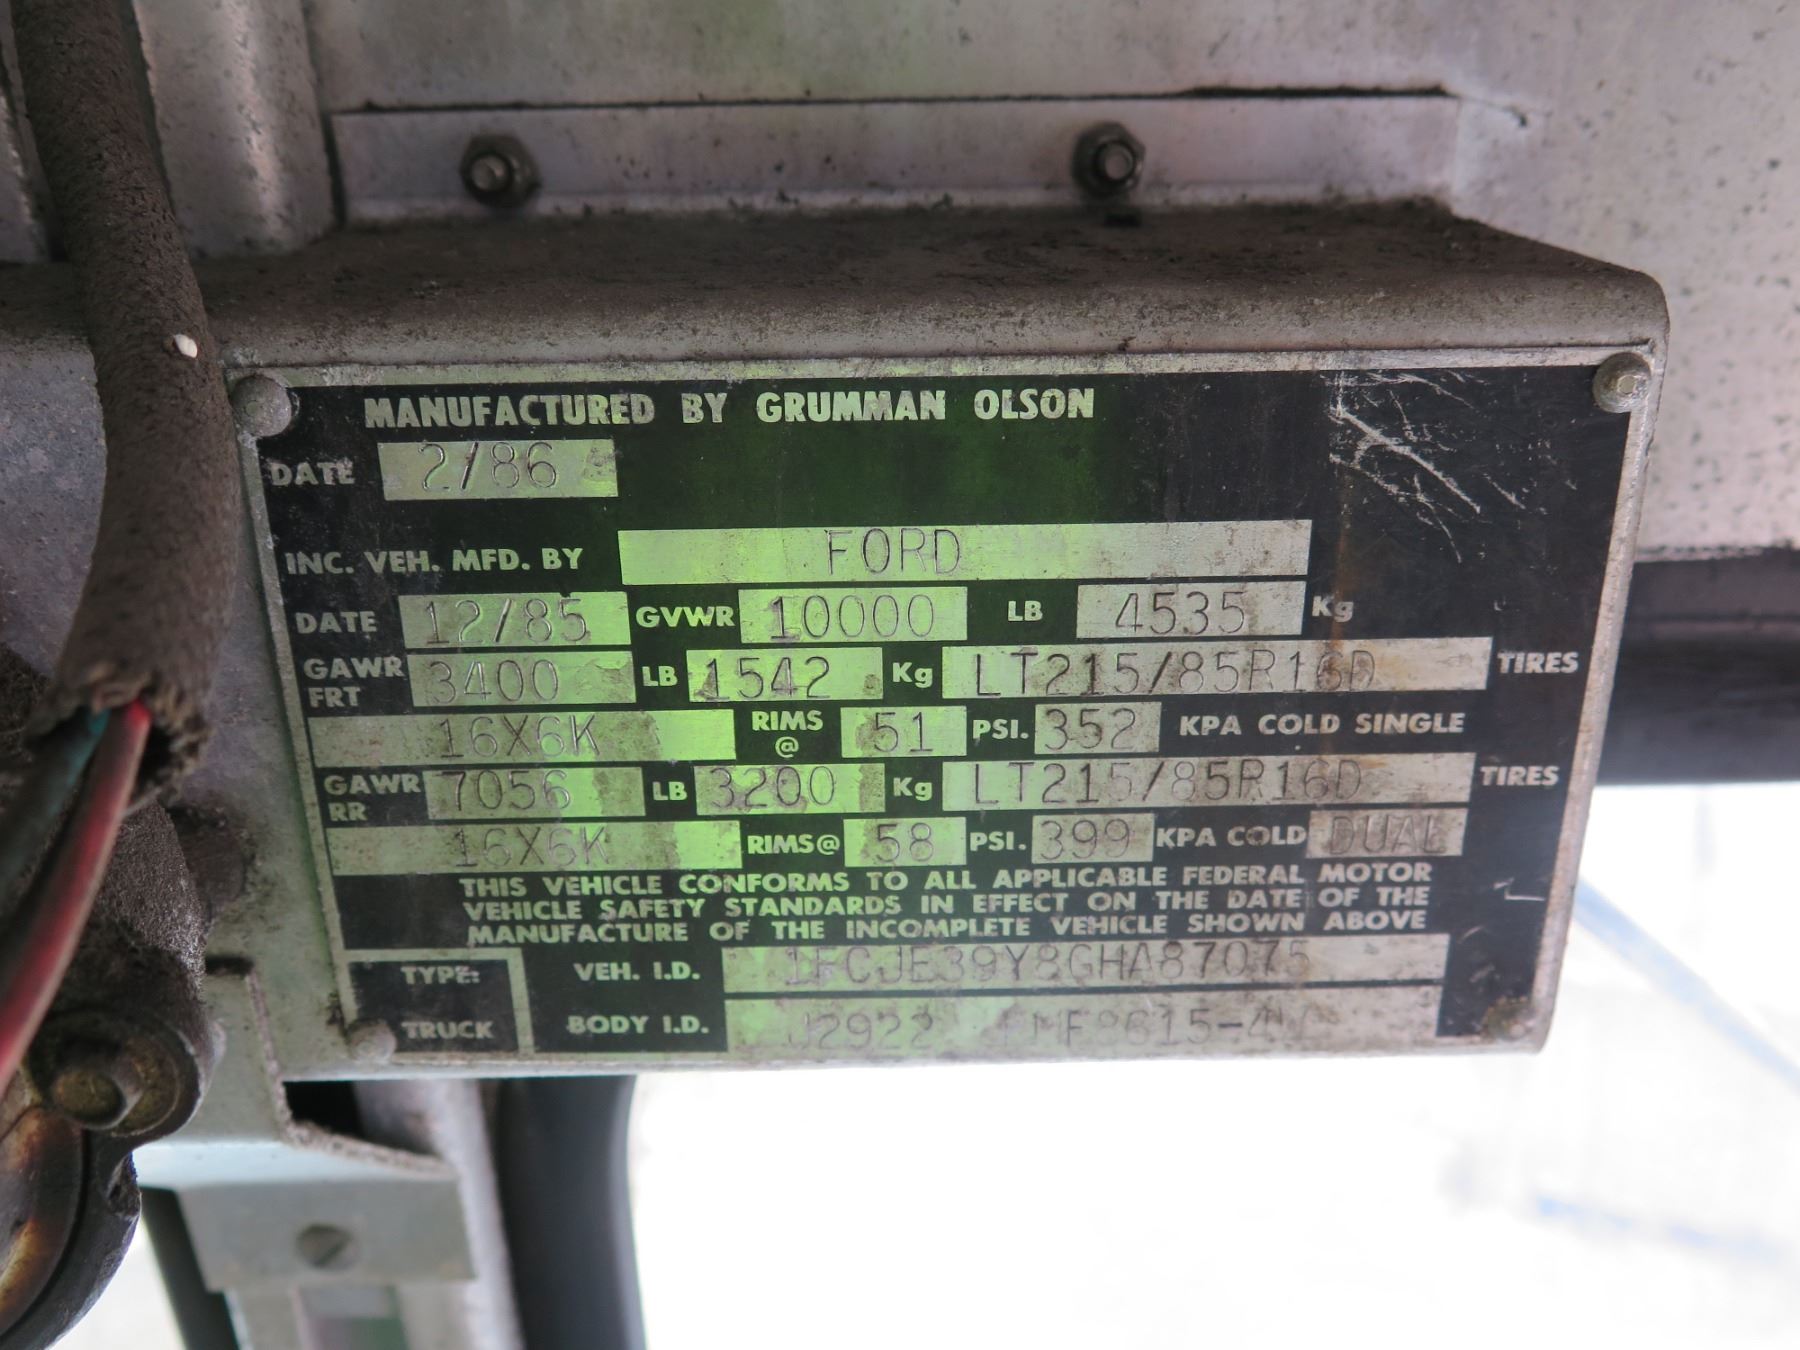 MANUFACTURED BY GRUMMAN OLSON
DATE 2/86
INC. VEH. MFD. BY FORD
DATE 12/85 GVWR 10000 LB 4535 Kg
GAWR FRT 3400 LB 1542 Kg LT215/85R16D TIRES
16X6K RIMS @ 51 PSI. 352 KPA COLD SINGLE
GAWR RR 7056 LB 3200 Kg LT215/85R16D TIRES
16X6K RIMS @ 58 PSI. 399 KPA COLD DUAL
THIS VEHICLE CONFORMS TO ALL APPLICABLE FEDERAL MOTOR
VEHICLE SAFETY STANDARDS IN EFFECT ON THE DATE OF THE
MANUFACTURE OF THE INCOMPLETE VEHICLE SHOWN ABOVE
TYPE: VEH. I.D. 1FCJE39Y8GHA87075
TRUCK BODY I.D. J2922